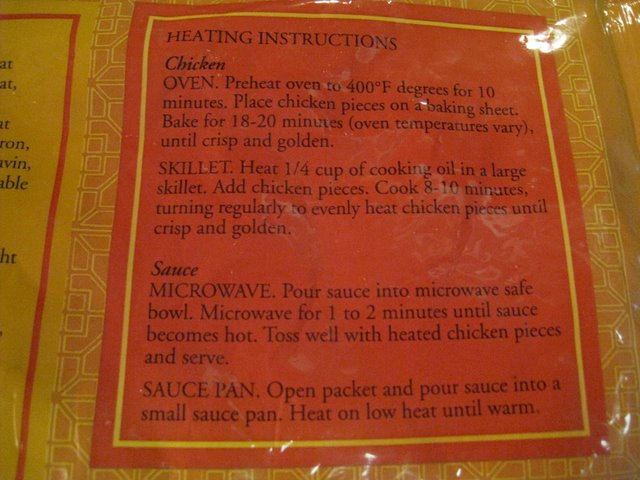 HEATING INSTRUCTIONS
Chicken
OVEN. Preheat oven to 400°F degrees for 10
minutes. Place chicken pieces on a baking sheet.
Bake for 18-20 minutes (oven temperatures vary),
until crisp and golden.
SKILLET. Heat 1/4 cup of cooking oil in a large
skillet. Add chicken pieces. Cook 8-10 minutes,
turning regularly to evenly heat chicken pieces until
crisp and golden.
Sauce
MICROWAVE. Pour sauce into microwave safe
bowl. Microwave for 1 to 2 minutes until sauce
becomes hot. Toss well with heated chicken pieces
and serve.
SAUCE PAN. Open packet and pour sauce into a
small sauce pan. Heat on low heat until warm.